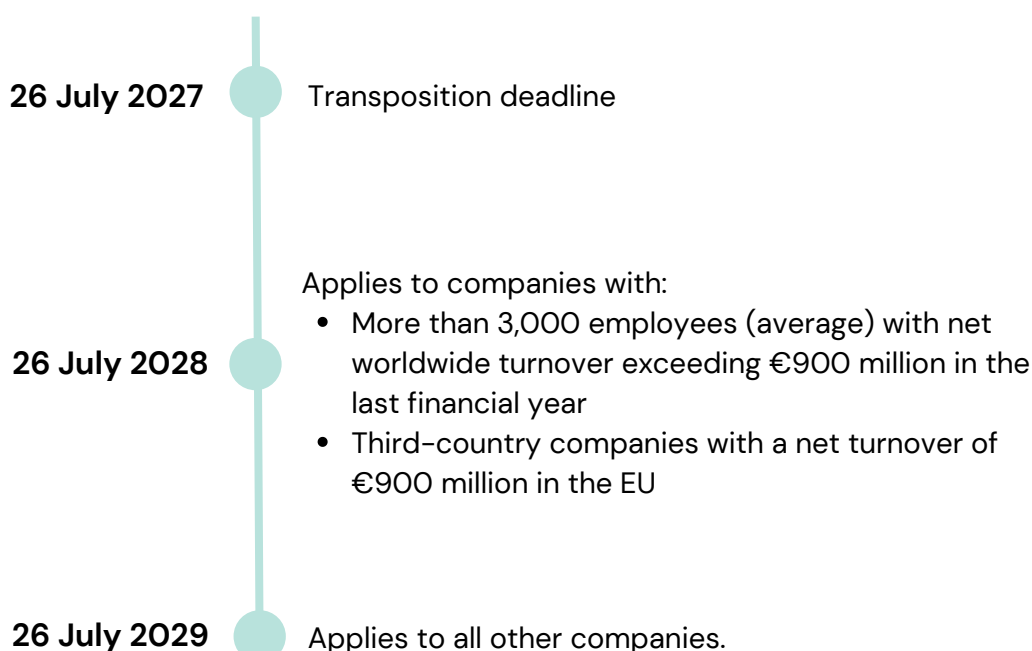 26 July 2027
Transposition deadline
26 July 2028
Applies to companies with:
• More than 3,000 employees (average) with net
worldwide turnover exceeding €900 million in the
last financial year
• Third-country companies with a net turnover of
€900 million in the EU
26 July 2029
Applies to all other companies.